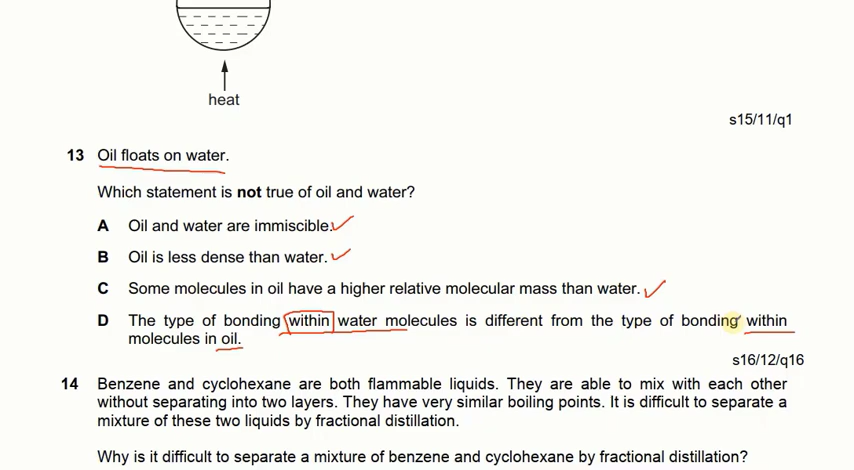 heat
s15/11/q1
13 Oil floats on water.
Which statement is not true of oil and water?
A Oil and water are immiscible.
B Oil is less dense than water.
C Some molecules in oil have a higher relative molecular mass than water.
D The type of bonding within water molecules is different from the type of bonding within
molecules in oil.
s16/12/q16
14 Benzene and cyclohexane are both flammable liquids. They are able to mix with each other
without separating into two layers. They have very similar boiling points. It is difficult to separate a
mixture of these two liquids by fractional distillation.
Why is it difficult to separate a mixture of benzene and cyclohexane by fractional distillation?